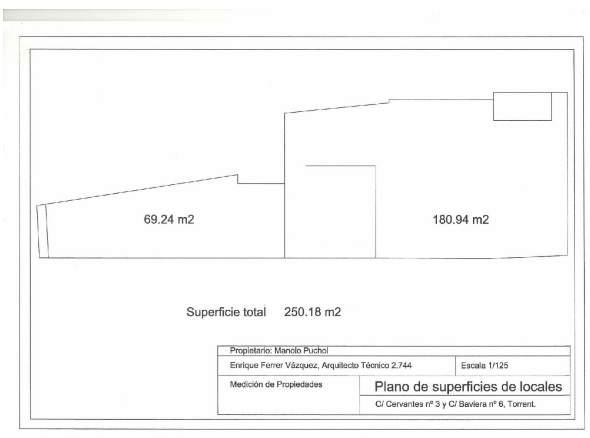 69.24 m2
180.94 m2
Superficie total 250.18 m2
Propietario: Manolo Puchol
Enrique Ferrer Vázquez, Arquitecto Técnico 2.744
Escala 1/125
Medición de Propiedades
Plano de superficies de locales
C/ Cervantes nº 3 y C/ Baviera nº 6, Torrent.